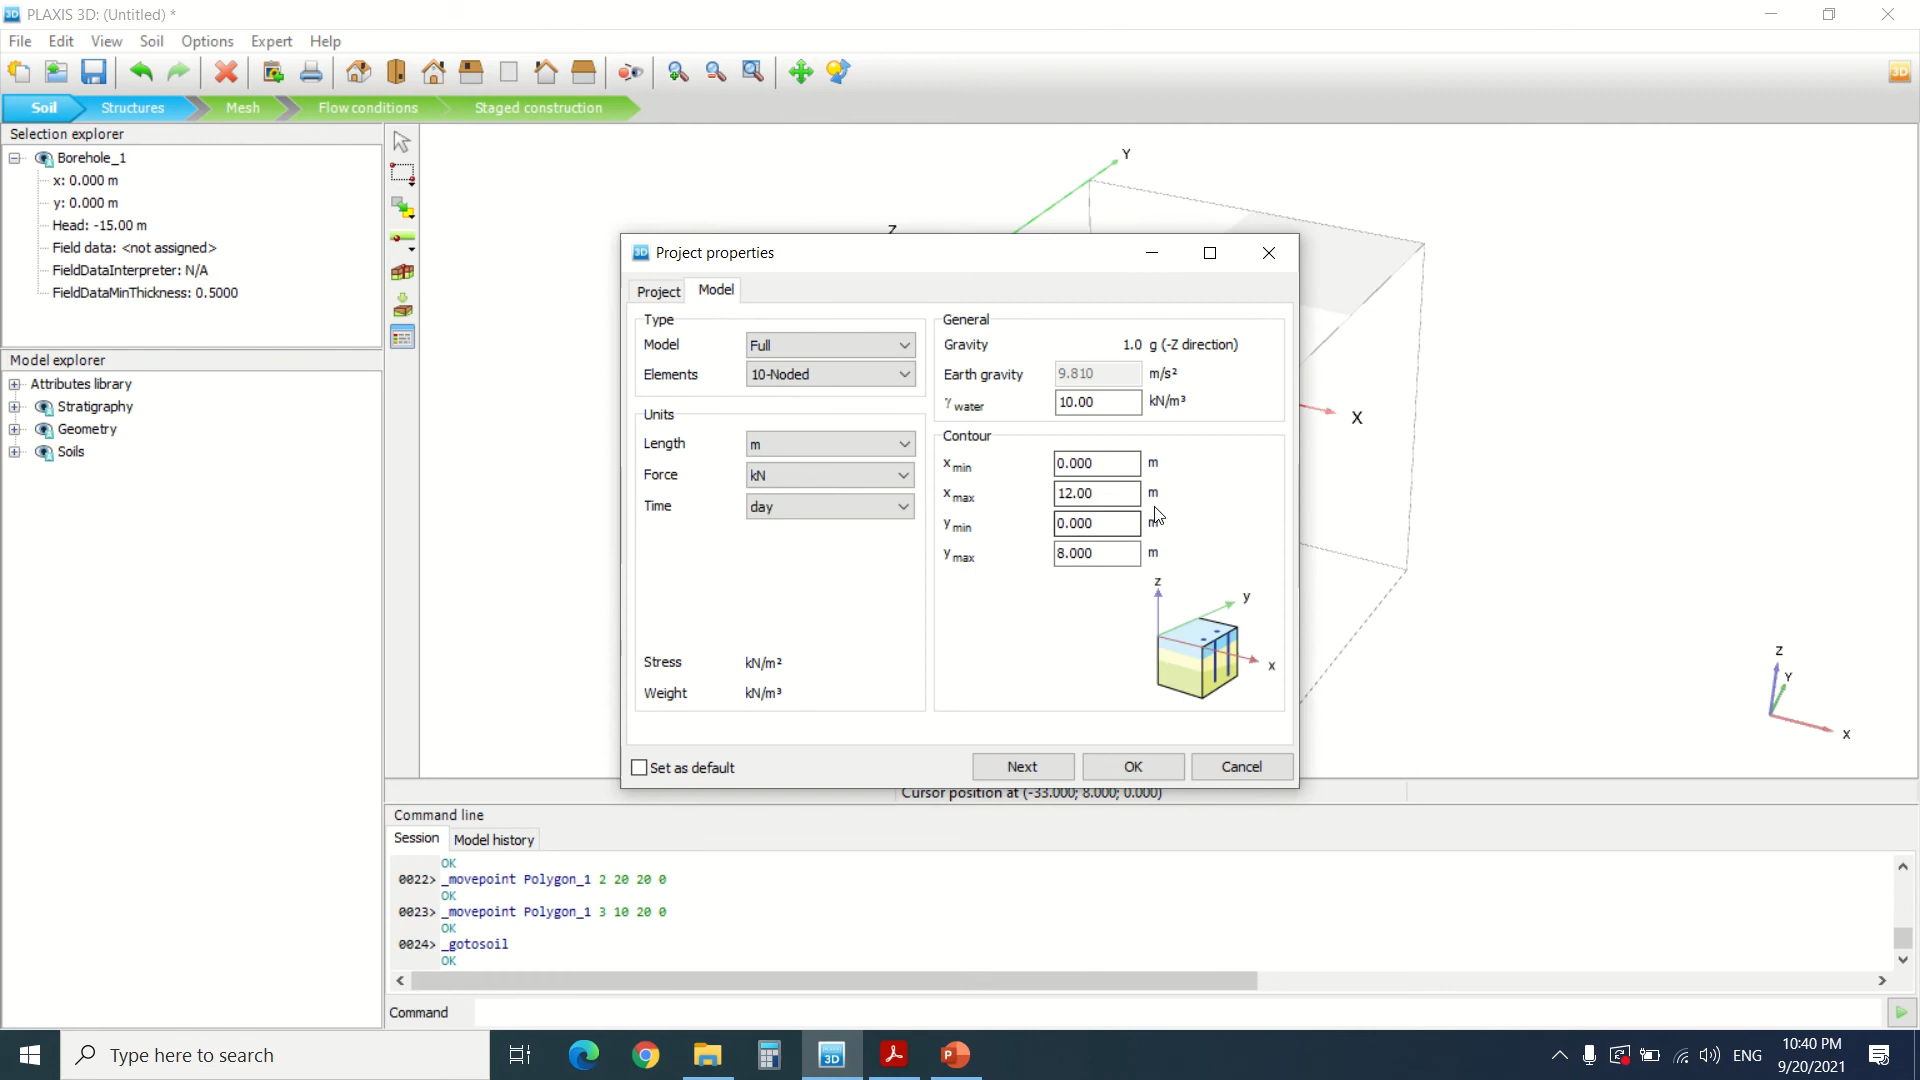 PLAXIS 3D: (Untitled) *
File Edit View Soil Options Expert Help
3D
Soil Structures Mesh Flow conditions Staged construction
Selection explorer
Borehole_1
x: 0.000 m
y: 0.000 m
Head: -15.00 m
Field data: <not assigned>
FieldDataInterpreter: N/A
FieldDataMinThickness: 0.5000
Model explorer
Attributes library
Stratigraphy
Geometry
Soils
Y
Z
X
3D Project properties
Project Model
Type
Model Full
Elements 10-Noded
Units
Length m
Force kN
Time day
Stress kN/m²
Weight kN/m³
General
Gravity 1.0 g (-Z direction)
Earth gravity 9.810 m/s²
γ water 10.00 kN/m³
Contour
x min 0.000 m
x max 12.00 m
y min 0.000 m
y max 8.000 m
z
y
x
Set as default Next OK Cancel
Z
Y
X
Cursor position at (-33.000; 8.000; 0.000)
Command line
Session Model history
OK
0022> _movepoint Polygon_1 2 20 20 0
OK
0023> _movepoint Polygon_1 3 10 20 0
OK
0024> _gotosoil
OK
Command
Type here to search
3D
ENG
10:40 PM
9/20/2021